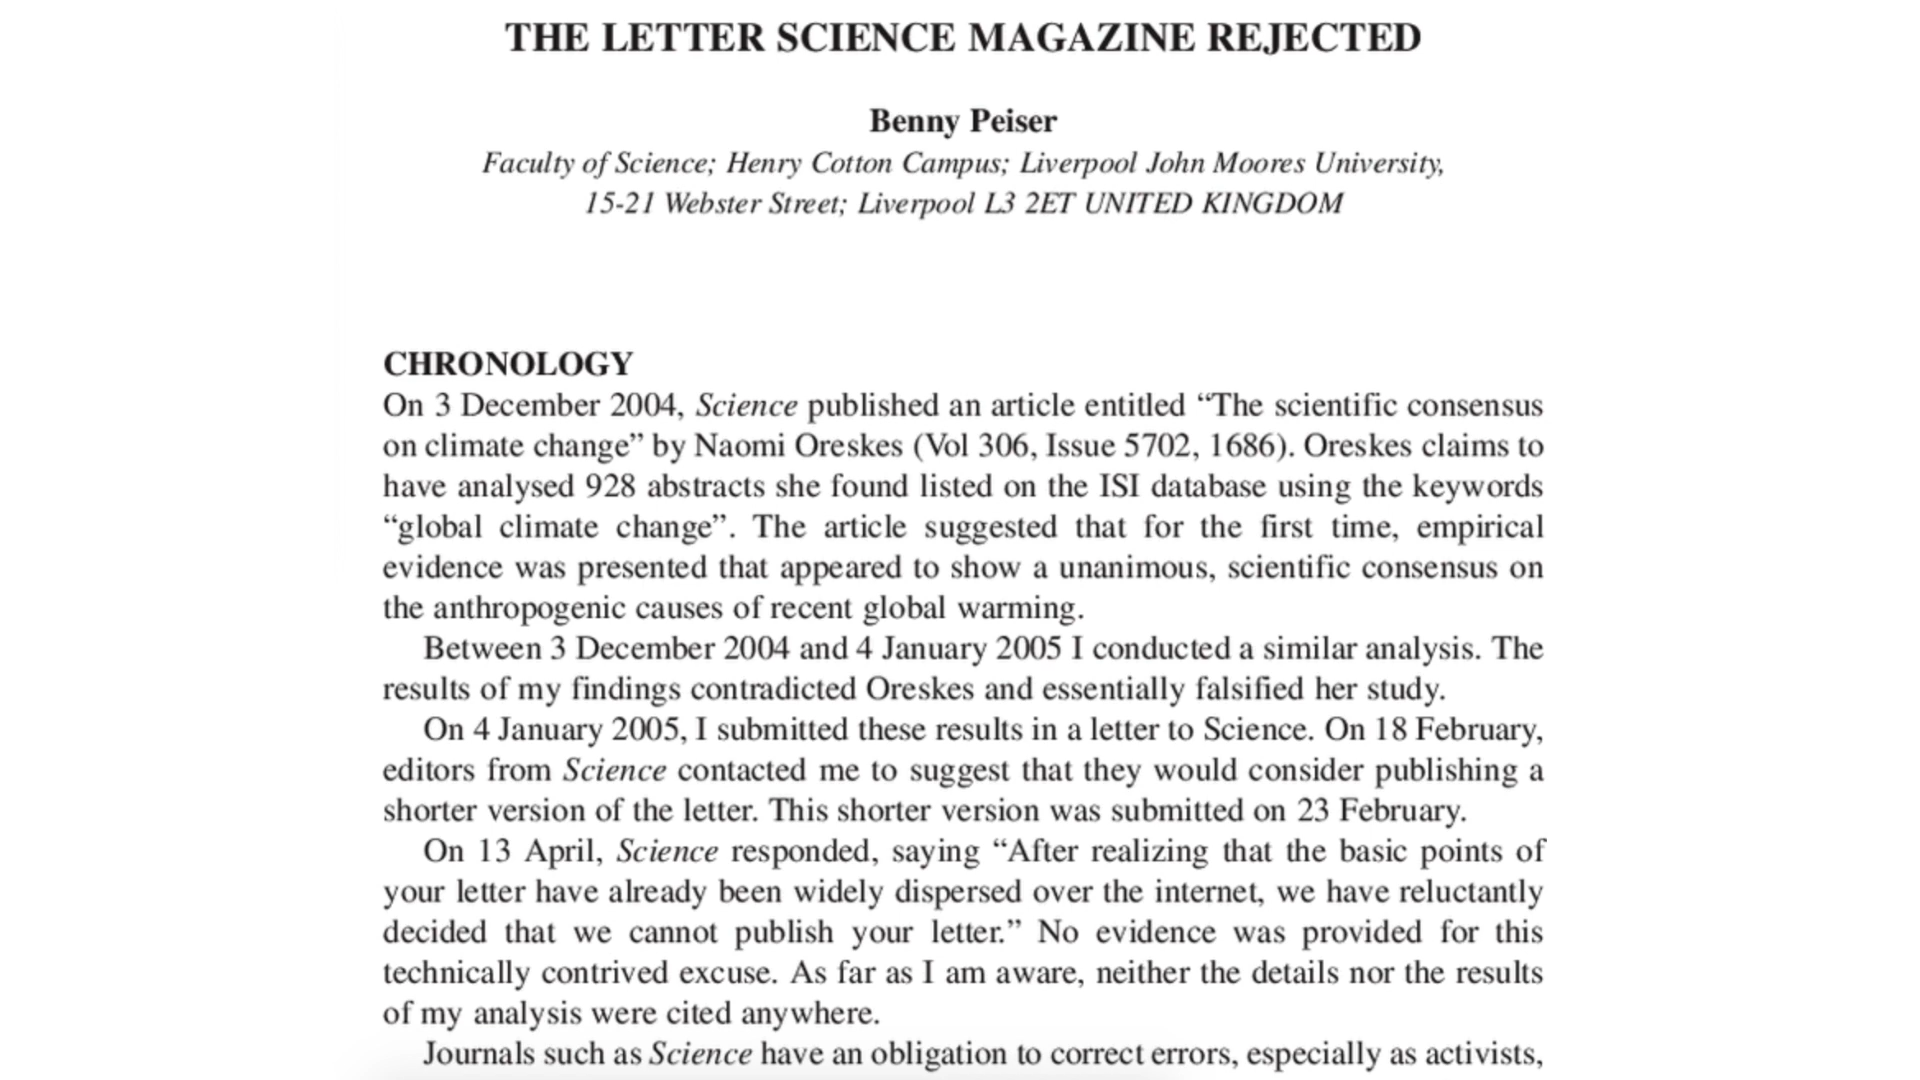 THE LETTER SCIENCE MAGAZINE REJECTED
Benny Peiser
Faculty of Science; Henry Cotton Campus; Liverpool John Moores University,
15-21 Webster Street; Liverpool L3 2ET UNITED KINGDOM
CHRONOLOGY
On 3 December 2004, Science published an article entitled “The scientific consensus
on climate change” by Naomi Oreskes (Vol 306, Issue 5702, 1686). Oreskes claims to
have analysed 928 abstracts she found listed on the ISI database using the keywords
“global climate change”. The article suggested that for the first time, empirical
evidence was presented that appeared to show a unanimous, scientific consensus on
the anthropogenic causes of recent global warming.
Between 3 December 2004 and 4 January 2005 I conducted a similar analysis. The
results of my findings contradicted Oreskes and essentially falsified her study.
On 4 January 2005, I submitted these results in a letter to Science. On 18 February,
editors from Science contacted me to suggest that they would consider publishing a
shorter version of the letter. This shorter version was submitted on 23 February.
On 13 April, Science responded, saying “After realizing that the basic points of
your letter have already been widely dispersed over the internet, we have reluctantly
decided that we cannot publish your letter.” No evidence was provided for this
technically contrived excuse. As far as I am aware, neither the details nor the results
of my analysis were cited anywhere.
Journals such as Science have an obligation to correct errors, especially as activists,